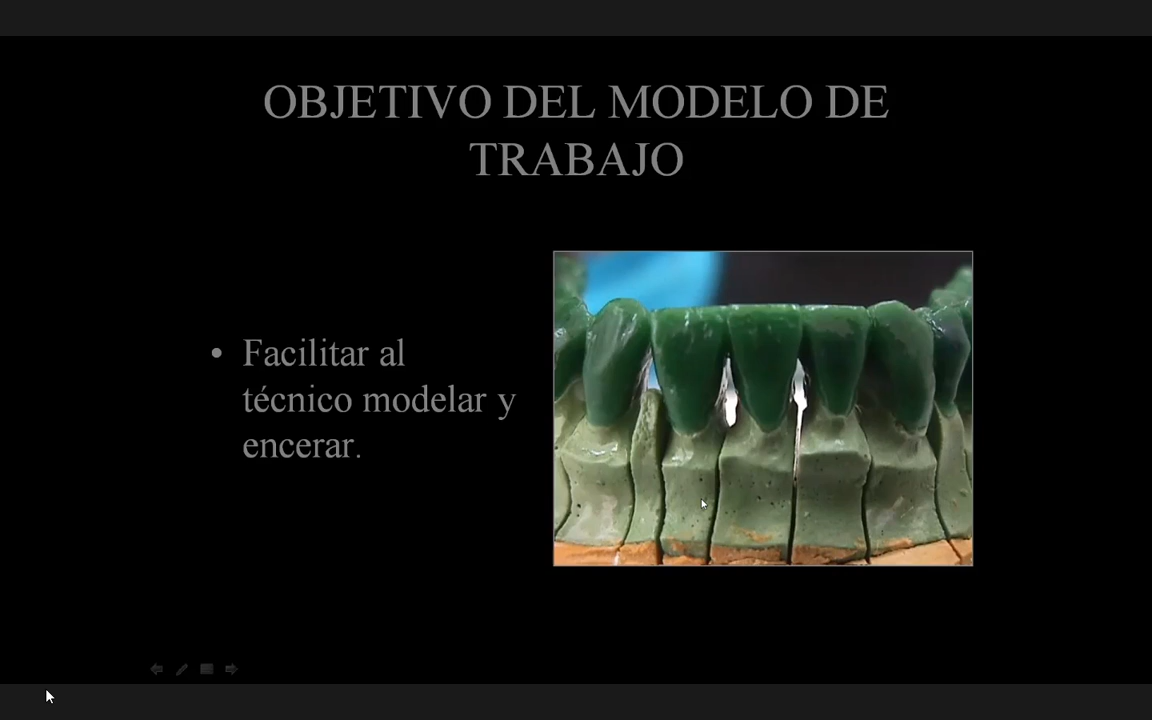 OBJETIVO DEL MODELO DE
TRABAJO
• Facilitar al
técnico modelar y
encerar.